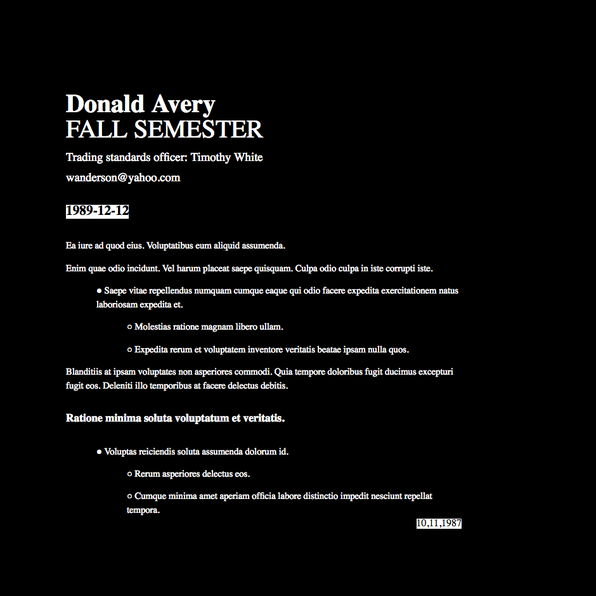 Donald Avery
FALL SEMESTER
Trading standards officer: Timothy White
wanderson@yahoo.com
1989-12-12
Ea iure ad quod eius. Voluptatibus eum aliquid assumenda.
Enim quae odio incidunt. Vel harum placeat saepe quisquam. Culpa odio culpa in iste corrupti iste.
● Saepe vitae repellendus numquam cumque eaque qui odio facere expedita exercitationem natus
laboriosam expedita et.
○ Molestias ratione magnam libero ullam.
○ Expedita rerum et voluptatem inventore veritatis beatae ipsam nulla quos.
Blanditiis at ipsam voluptates non asperiores commodi. Quia tempore doloribus fugit ducimus excepturi
fugit eos. Deleniti illo temporibus at facere delectus debitis.
Ratione minima soluta voluptatum et veritatis.
● Voluptas reiciendis soluta assumenda dolorum id.
○ Rerum asperiores delectus eos.
○ Cumque minima amet aperiam officia labore distinctio impedit nesciunt repellat
tempora.
10,11,1987